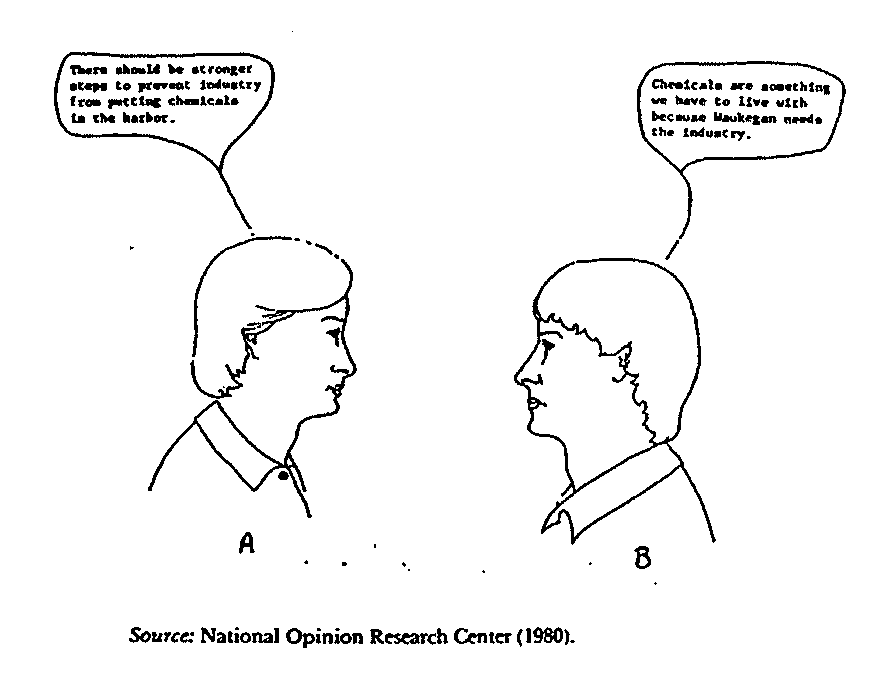 There should be stronger
steps to prevent industry
from putting chemicals
in the harbor.
Chemicals are something
we have to live with
because Waukegan needs
the industry.
A
B
Source: National Opinion Research Center (1980).